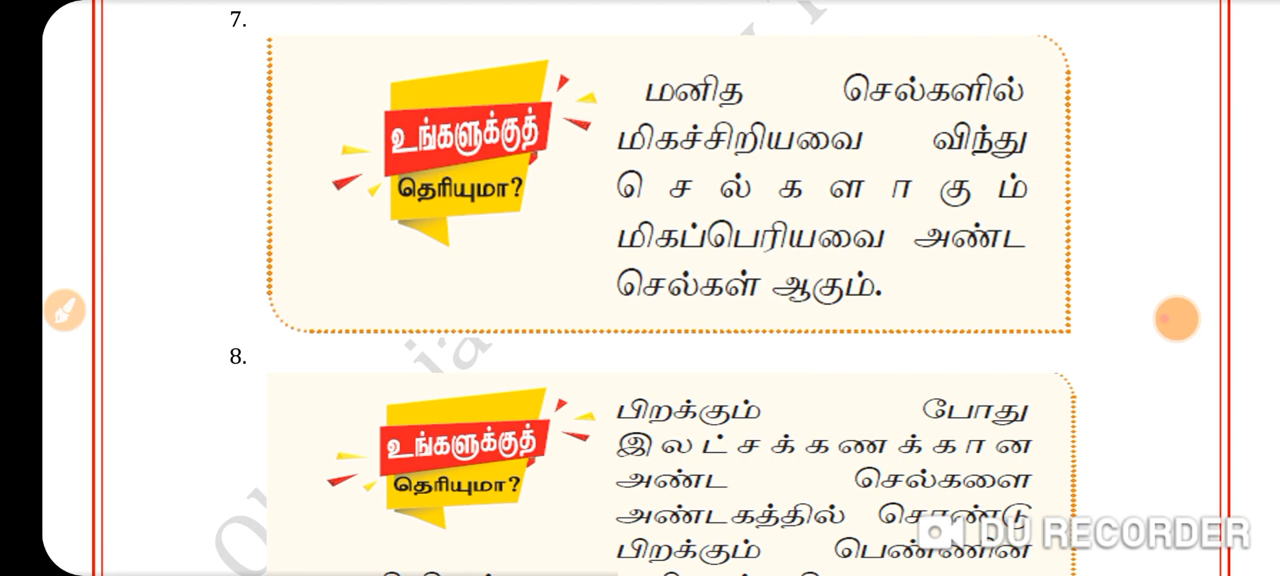 7.
உங்களுக்குத்
தெரியுமா?
மனித செல்களில்
மிகச்சிறியவை விந்து
செல்களாகும்
மிகப்பெரியவை அண்ட
செல்கள் ஆகும்.
8.
உங்களுக்குத்
தெரியுமா?
பிறக்கும் போது
இலட்சக்கணக்கான
அண்ட செல்களை
அண்டகத்தில் கொண்டு
பிறக்கும் பெண்ணின்
DU RECORDER